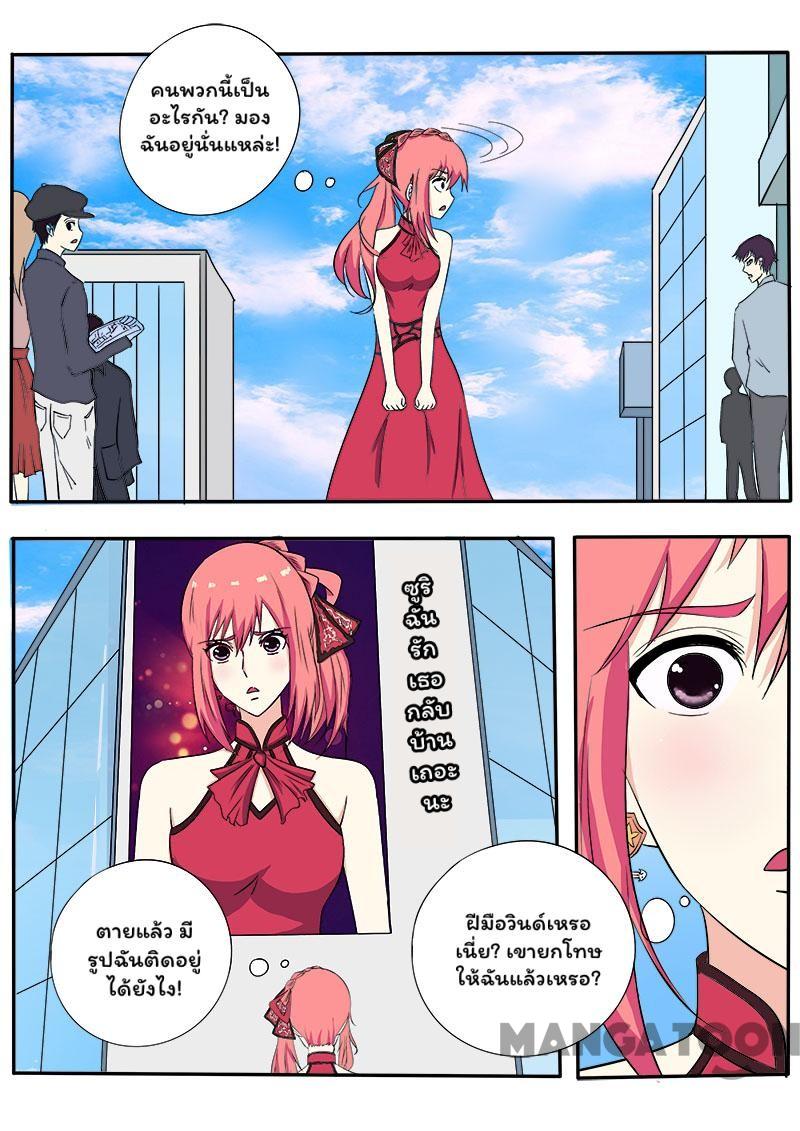 คนพวกนี้เป็น
อะไรกัน? มอง
ฉันอยู่นั่นแหล่ะ!
ซูริ
ฉัน
รัก
เธอ
กลับ
บ้าน
เถอะ
นะ
ตายแล้ว มี
รูปฉันติดอยู่
ได้ยังไง!
ฝีมือวินด์เหรอ
เนี่ย? เขายกโทษ
ให้ฉันแล้วเหรอ?
MANGATOON